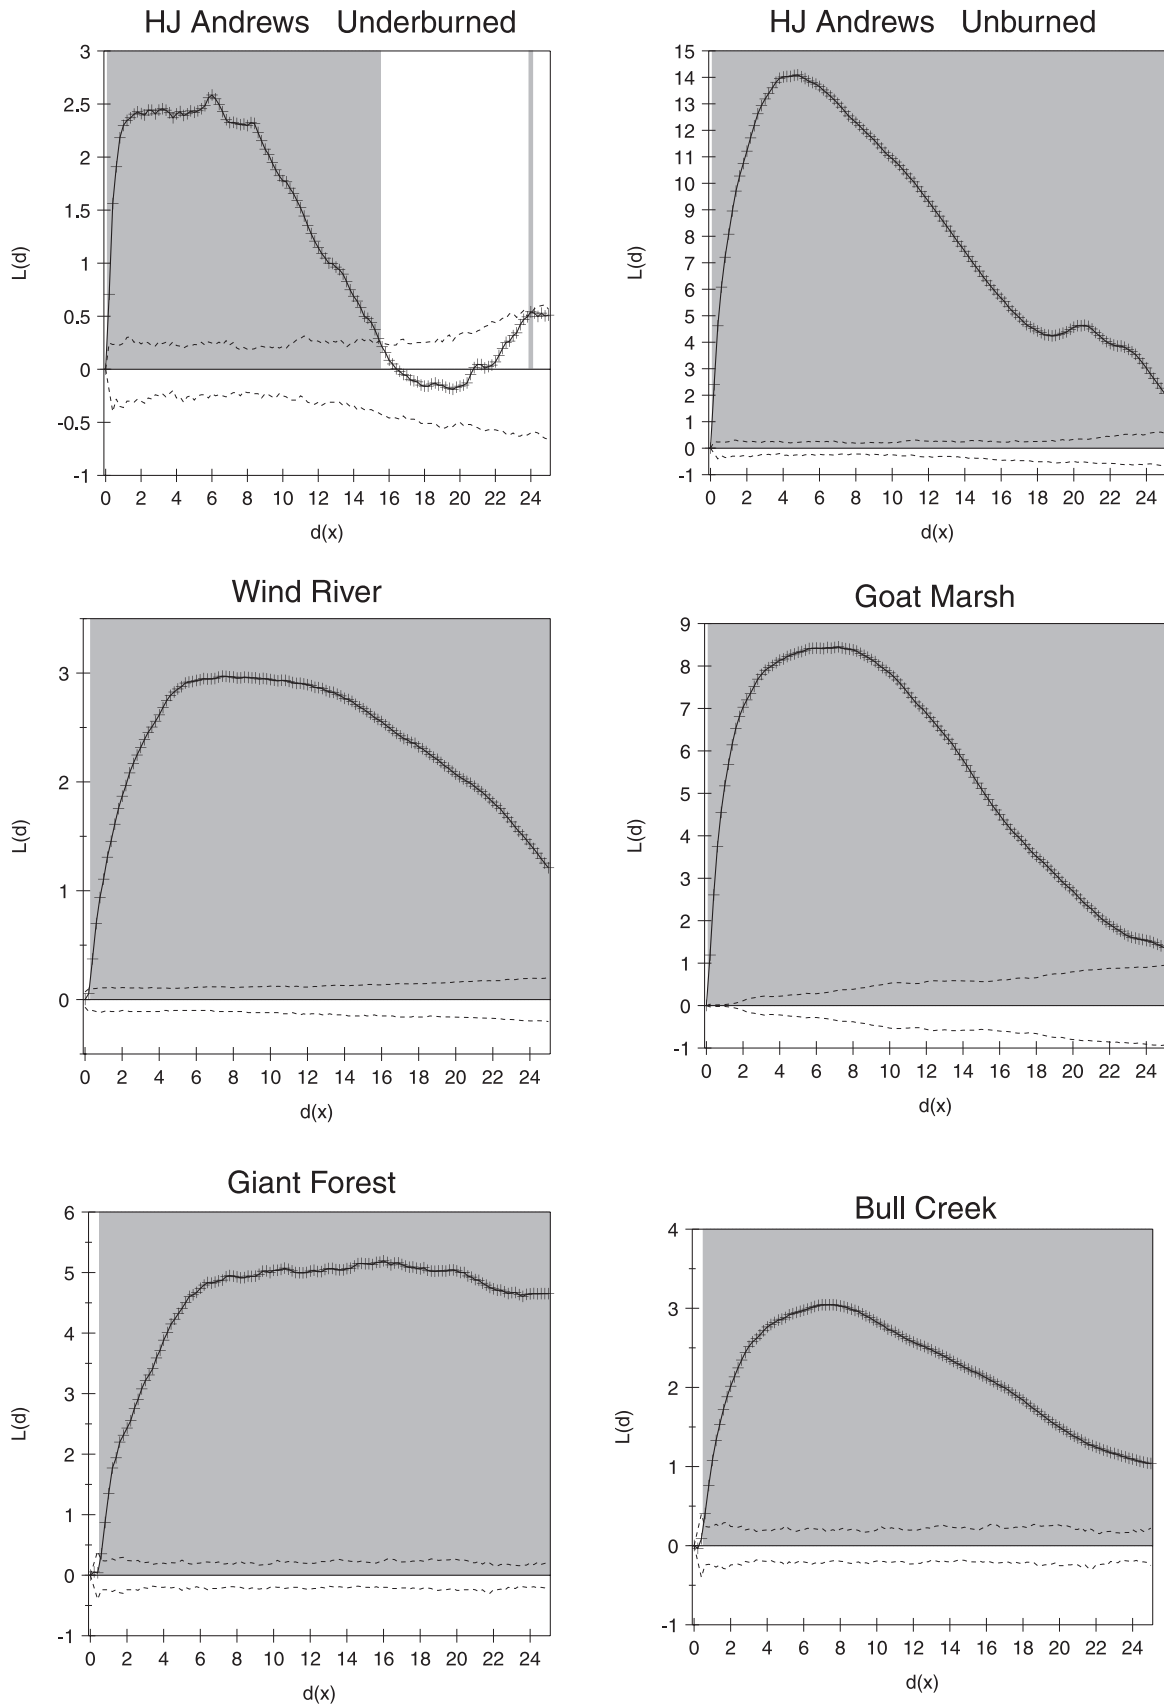 HJ Andrews Underburned
3
2.5
2
1.5
1
0.5
0
-0.5
-1
L(d)
0 2 4 6 8 10 12 14 16 18 20 22 24
d(x)
HJ Andrews Unburned
15
14
13
12
11
10
9
8
7
6
5
4
3
2
1
0
-1
L(d)
0 2 4 6 8 10 12 14 16 18 20 22 24
d(x)
Wind River
3
2
1
0
L(d)
0 2 4 6 8 10 12 14 16 18 20 22 24
d(x)
Goat Marsh
9
8
7
6
5
4
3
2
1
0
-1
L(d)
0 2 4 6 8 10 12 14 16 18 20 22 24
d(x)
Giant Forest
6
5
4
3
2
1
0
-1
L(d)
0 2 4 6 8 10 12 14 16 18 20 22 24
d(x)
Bull Creek
4
3
2
1
0
-1
L(d)
0 2 4 6 8 10 12 14 16 18 20 22 24
d(x)